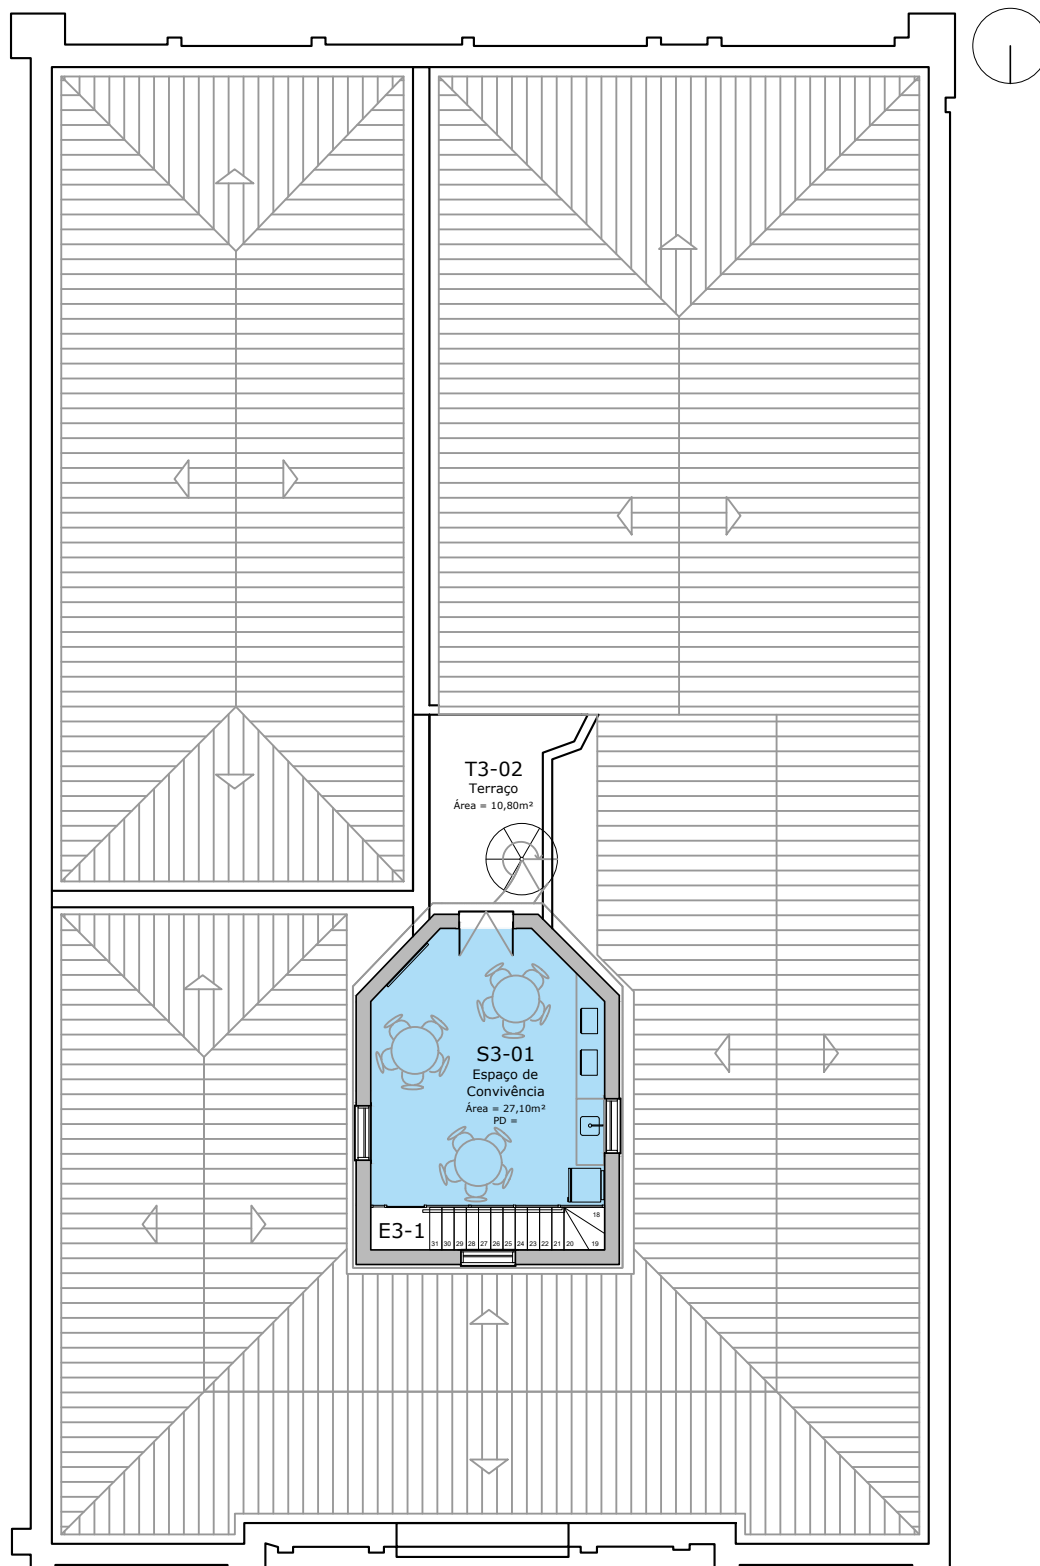 T3-02
Terraço
Área = 10,80m²
S3-01
Espaço de
Convivência
Área = 27,10m²
PD =
E3-1
18
31 30 29 28 27 26 25 24 23 22 21 20 19